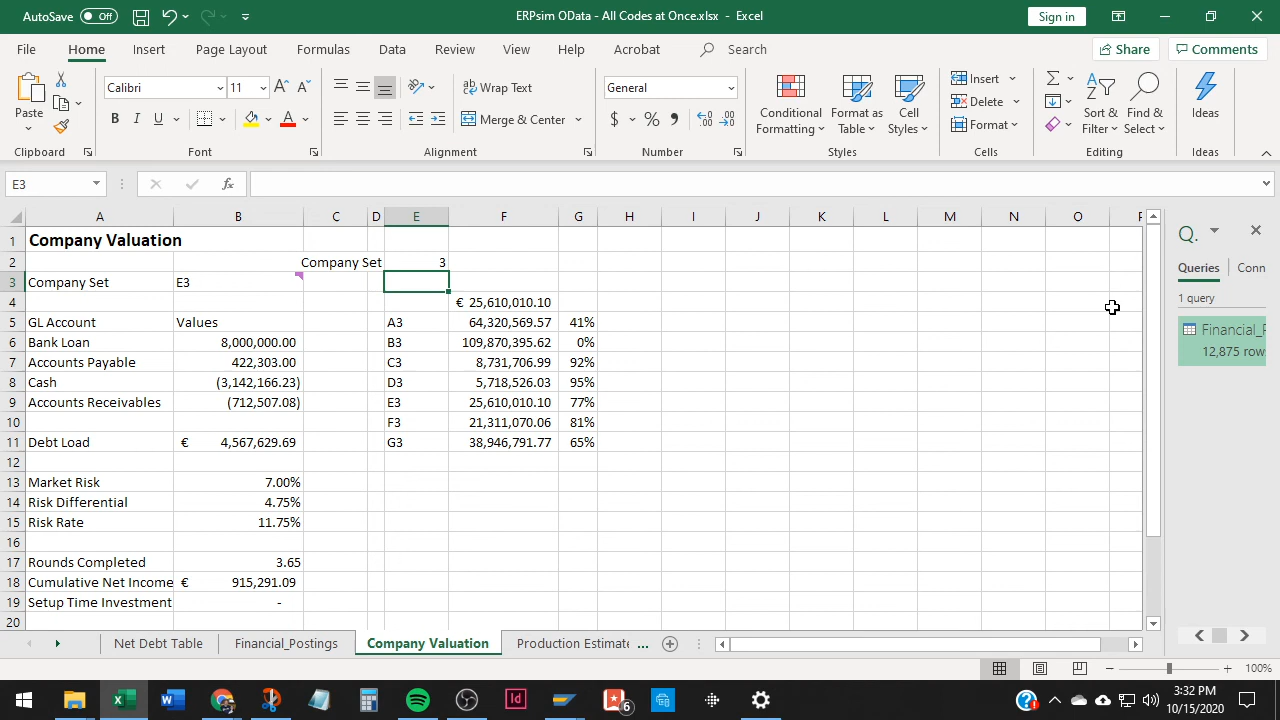 AutoSave Off ERPsim OData - All Codes at Once.xlsx - Excel Sign in
File Home Insert Page Layout Formulas Data Review View Help Acrobat Search Share Comments
Paste Calibri 11 Wrap Text General Conditional Formatting Format as Table Cell Styles Insert Sort & Filter Find & Select Ideas
B I U A Merge & Center $ % Delete
Format
Clipboard Font Alignment Number Styles Cells Editing Ideas
E3 fx
A B C D E F G H I J K L M N O P
1 Company Valuation
2 Company Set 3
3 Company Set E3
4 € 25,610,010.10
5 GL Account Values A3 64,320,569.57 41%
6 Bank Loan 8,000,000.00 B3 109,870,395.62 0%
7 Accounts Payable 422,303.00 C3 8,731,706.99 92%
8 Cash (3,142,166.23) D3 5,718,526.03 95%
9 Accounts Receivables (712,507.08) E3 25,610,010.10 77%
10 F3 21,311,070.06 81%
11 Debt Load € 4,567,629.69 G3 38,946,791.77 65%
12
13 Market Risk 7.00%
14 Risk Differential 4.75%
15 Risk Rate 11.75%
16
17 Rounds Completed 3.65
18 Cumulative Net Income € 915,291.09
19 Setup Time Investment -
20
Q.
Queries Conn
1 query
Financial_P
12,875 row
Net Debt Table Financial_Postings Company Valuation Production Estimate ...
100%
6
3:32 PM
10/15/2020